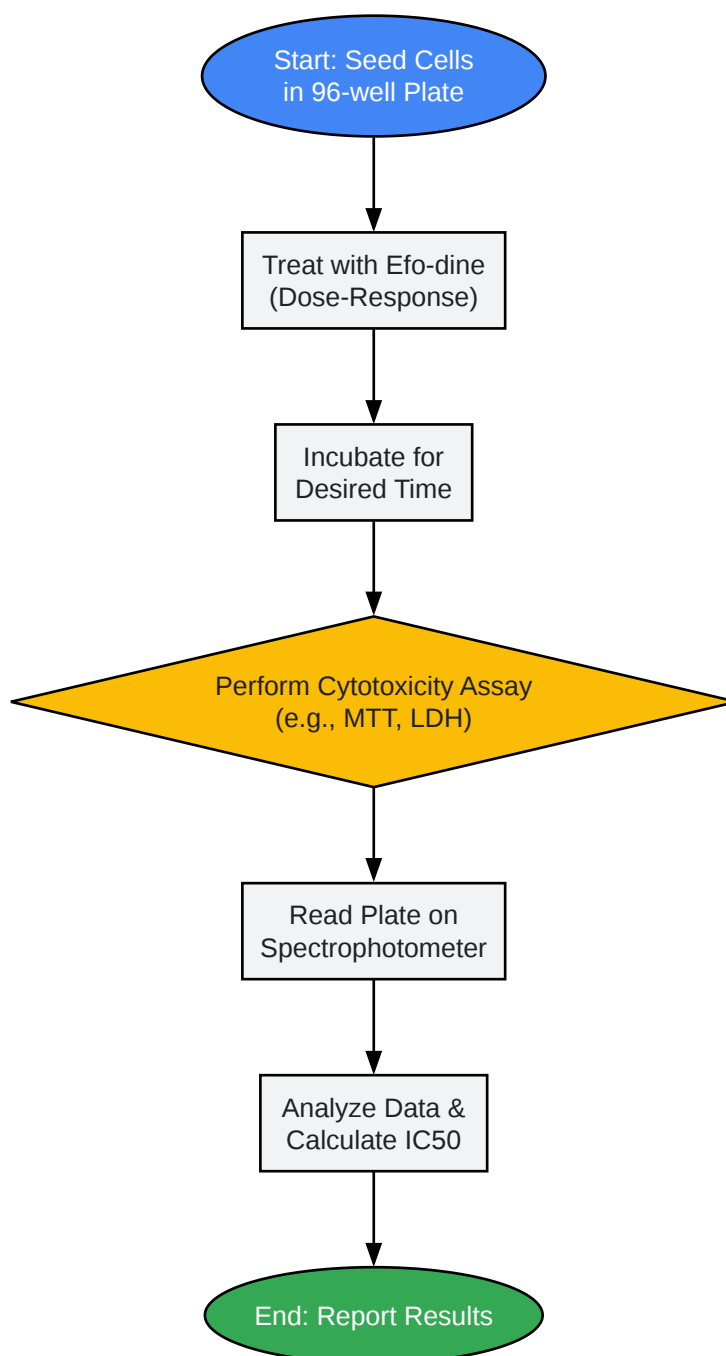 Start: Seed Cells
in 96-well Plate
Treat with Efo-dine
(Dose-Response)
Incubate for
Desired Time
Perform Cytotoxicity Assay
(e.g., MTT, LDH)
Read Plate on
Spectrophotometer
Analyze Data &
Calculate IC50
End: Report Results